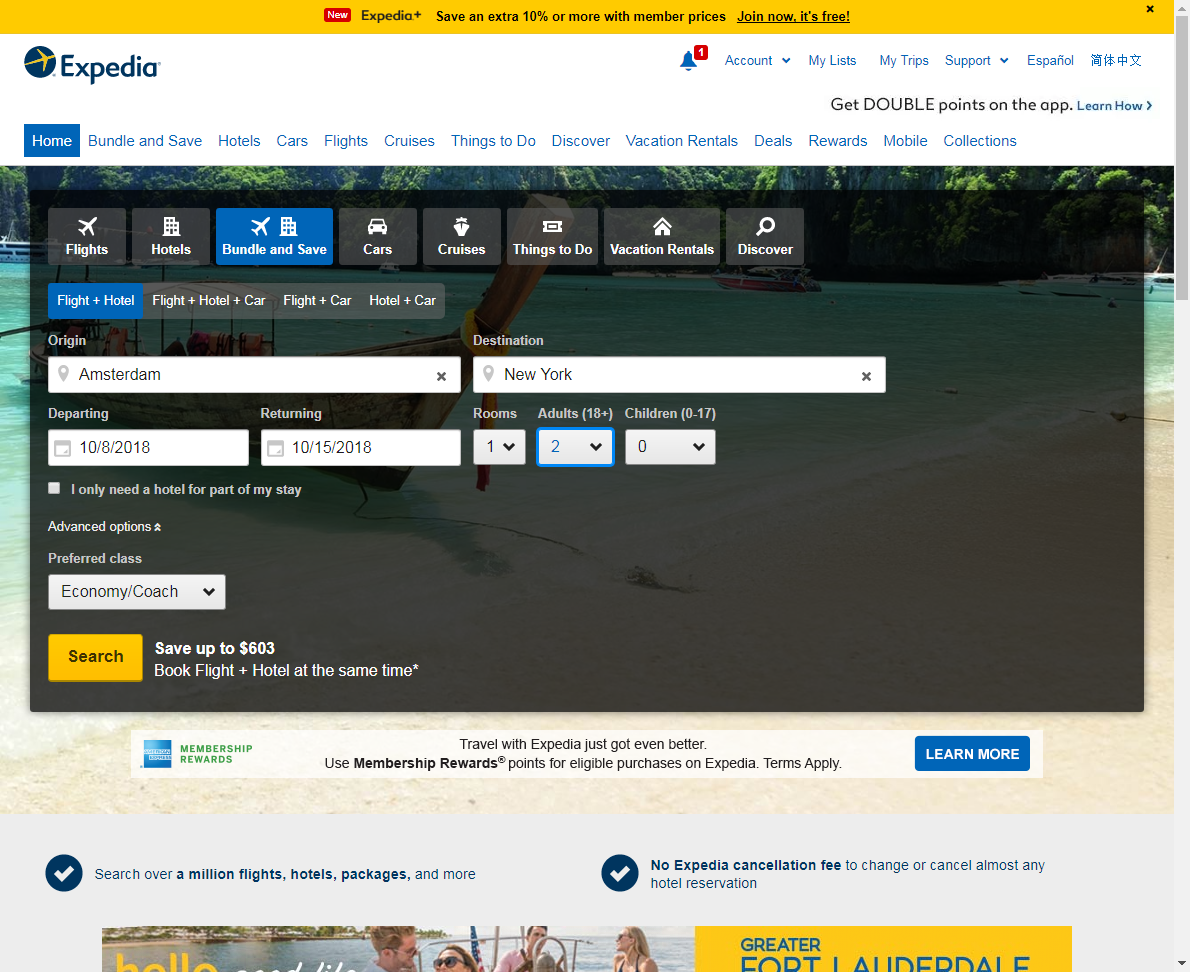 New Expedia+ Save an extra 10% or more with member prices Join now, it's free!
Expedia
1 Account My Lists My Trips Support Español 简体中文
Get DOUBLE points on the app. Learn How
Home Bundle and Save Hotels Cars Flights Cruises Things to Do Discover Vacation Rentals Deals Rewards Mobile Collections
Flights Hotels Bundle and Save Cars Cruises Things to Do Vacation Rentals Discover
Flight + Hotel Flight + Hotel + Car Flight + Car Hotel + Car
Origin Destination
Amsterdam New York
Departing Returning Rooms Adults (18+) Children (0-17)
10/8/2018 10/15/2018 1 2 0
I only need a hotel for part of my stay
Advanced options
Preferred class
Economy/Coach
Search Save up to $603
Book Flight + Hotel at the same time*
AMERICAN EXPRESS MEMBERSHIP REWARDS
Travel with Expedia just got even better.
Use Membership Rewards® points for eligible purchases on Expedia. Terms Apply.
LEARN MORE
Search over a million flights, hotels, packages, and more
No Expedia cancellation fee to change or cancel almost any
hotel reservation
hello good life
GREATER
FORT LAUDERDALE